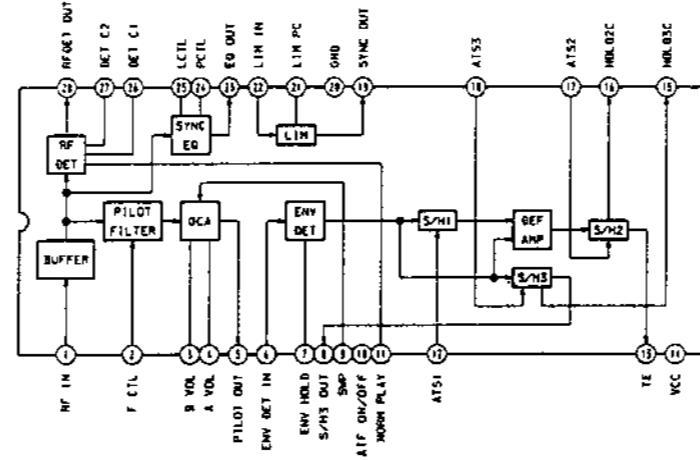 RFDET OUT
DET C2
DET C1
LCTL
PCTL
EQ OUT
LIM IN
LIM PC
GND
SYNC OUT
ATS3
ATS2
HOLD2C
HOLD3C
28
27
26
25
24
23
22
21
20
19
18
17
16
15
RF
DET
SYNC
EQ
LIM
PILOT
FILTER
GCA
ENV
DET
S/H1
DEF
AMP
S/H2
BUFFER
S/H3
1
2
3
4
5
6
7
8
9
10
11
12
13
14
RF IN
F CTL
B VOL
A VOL
PILOT OUT
ENV DET IN
ENV HOLD
S/H3 OUT
SWP
ATF ON/OFF
NORM PLAY
ATS1
TE
VCC